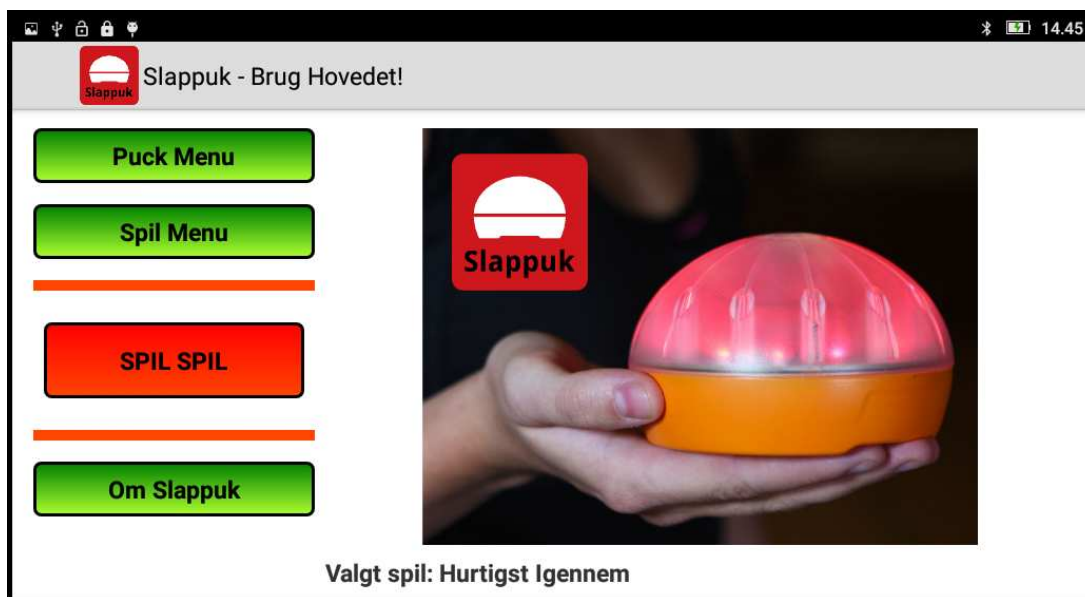 14.45
Slappuk
Slappuk - Brug Hovedet!
Puck Menu
Spil Menu
SPIL SPIL
Om Slappuk
Slappuk
Valgt spil: Hurtigst Igennem